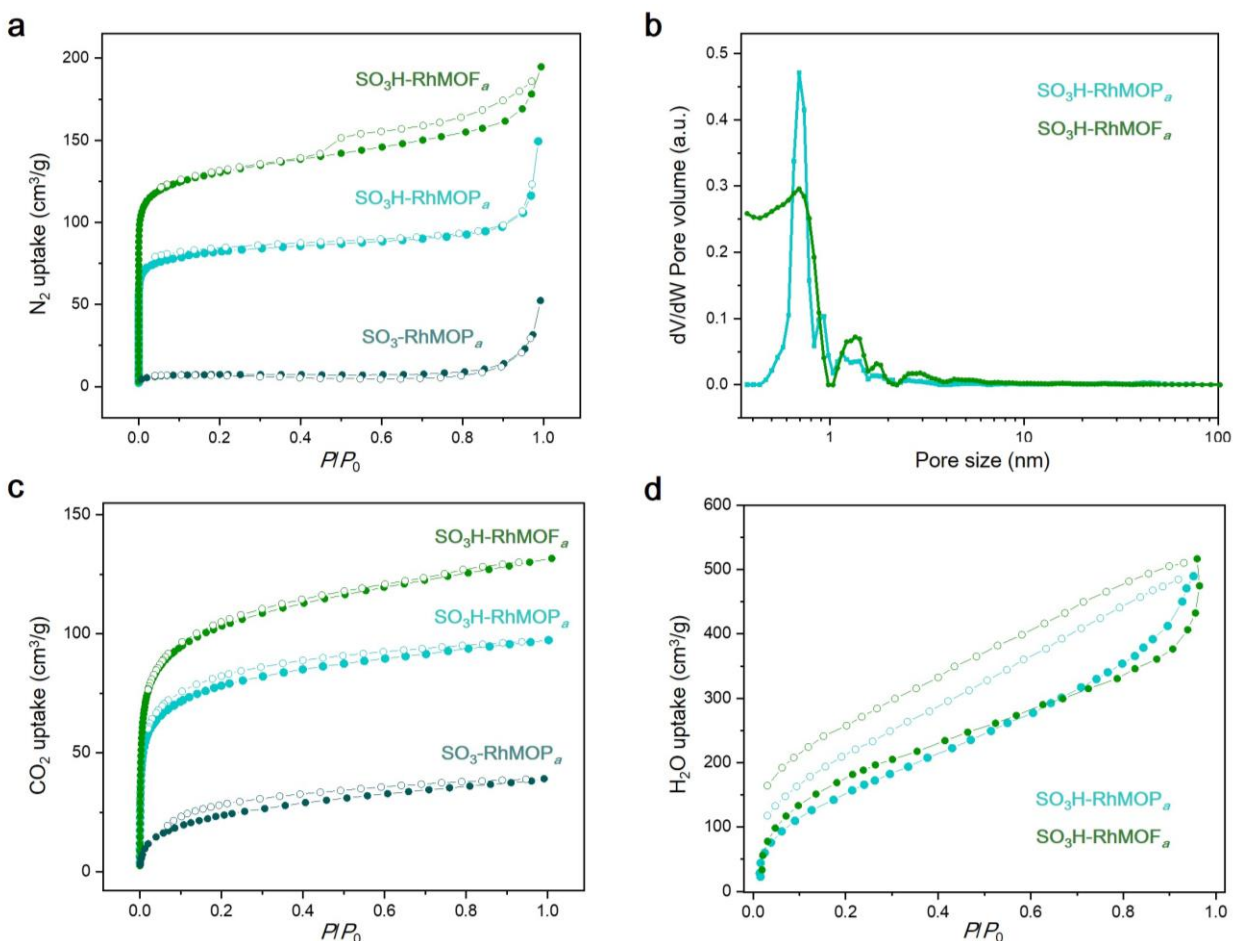 a
200
150
100
50
0
N₂ uptake (cm³/g)
SO₃H-RhMOFₐ
SO₃H-RhMOPₐ
SO₃-RhMOPₐ
0.0 0.2 0.4 0.6 0.8 1.0
P/P₀
b
0.5
0.4
0.3
0.2
0.1
0.0
dV/dW Pore volume (a.u.)
SO₃H-RhMOPₐ
SO₃H-RhMOFₐ
1 10 100
Pore size (nm)
c
150
100
50
0
CO₂ uptake (cm³/g)
SO₃H-RhMOFₐ
SO₃H-RhMOPₐ
SO₃-RhMOPₐ
0.0 0.2 0.4 0.6 0.8 1.0
P/P₀
d
600
500
400
300
200
100
0
H₂O uptake (cm³/g)
SO₃H-RhMOPₐ
SO₃H-RhMOFₐ
0.0 0.2 0.4 0.6 0.8 1.0
P/P₀